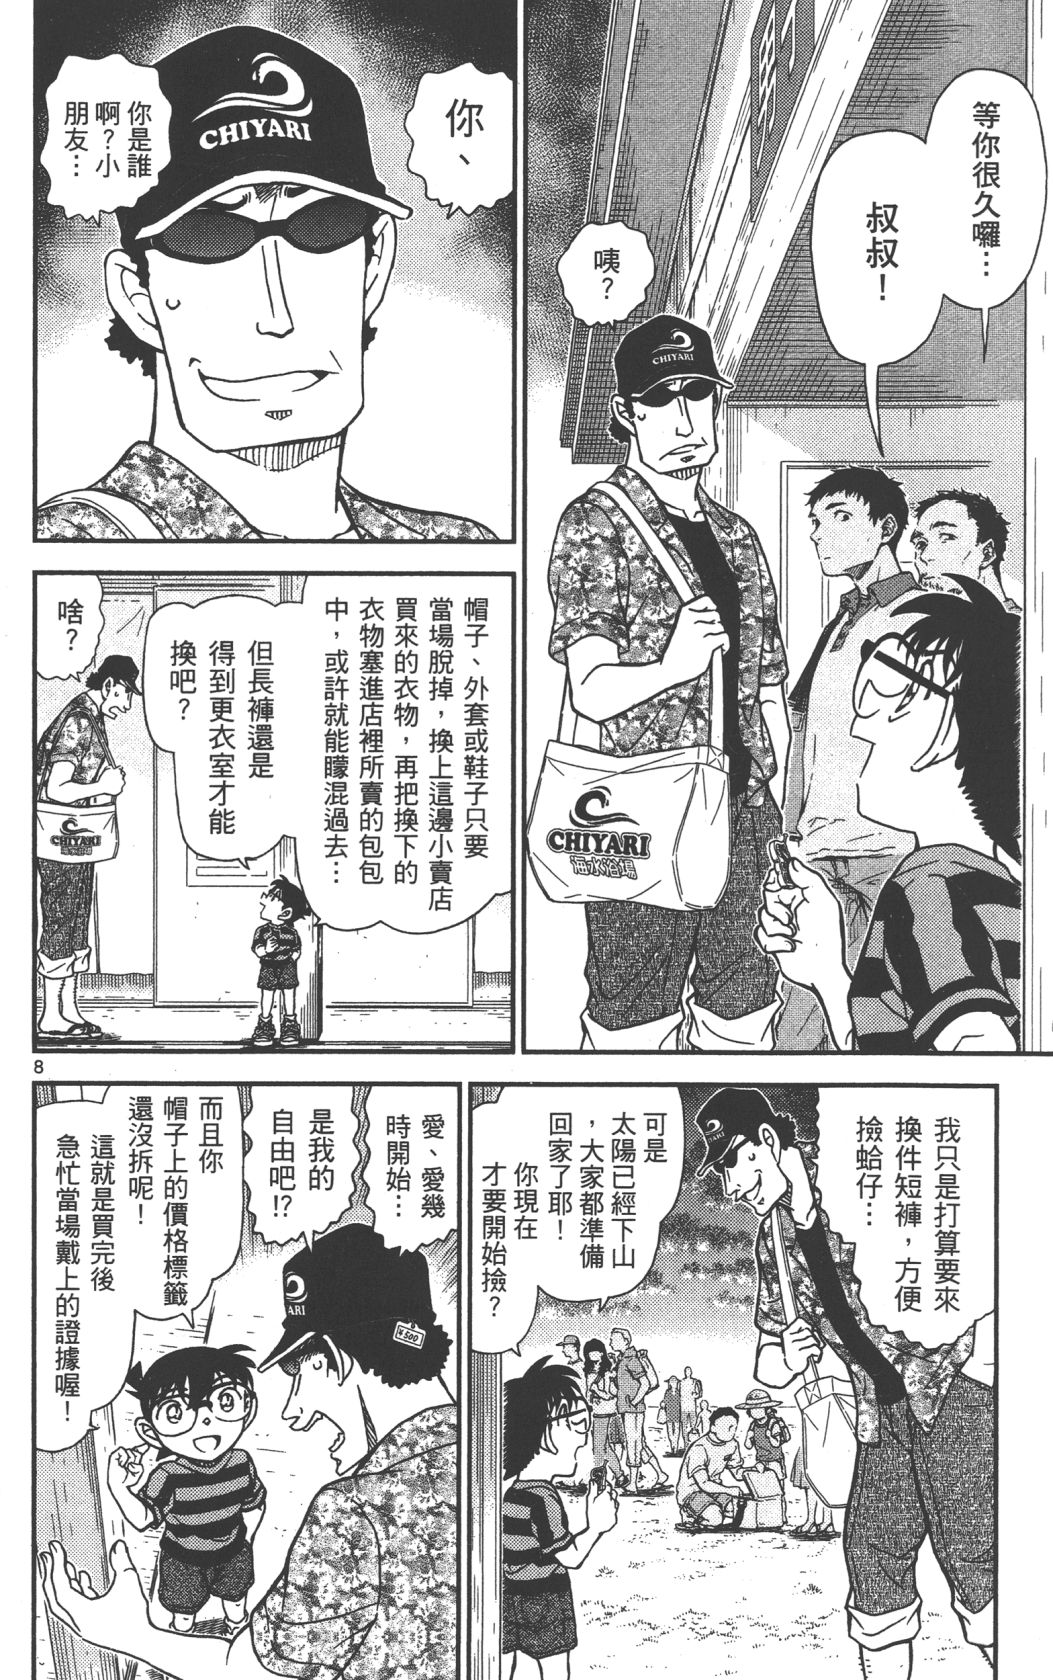 等你很久囉…
叔叔！
咦？
CHIYARI
CHIYARI
海水浴場
你、
你是誰
啊？小
朋友…
CHIYARI
帽子、外套或鞋子只要
當場脫掉，換上這邊小賣店
買來的衣物，再把換下的
衣物塞進店裡所賣的包包
中，或許就能矇混過去…
但長褲還是
得到更衣室才能
換吧？
啥？
CHIYARI
8
我只是打算要來
換件短褲，方便
撿蛤仔…
可是
太陽已經下山
，大家都準備
回家了耶！
你現在
才要開始撿？
愛、愛幾
時開始…
是我的
自由吧!?
而且你
帽子上的價格標籤
還沒拆呢！
這就是買完後
急忙當場戴上的證據喔！
ARI
¥500